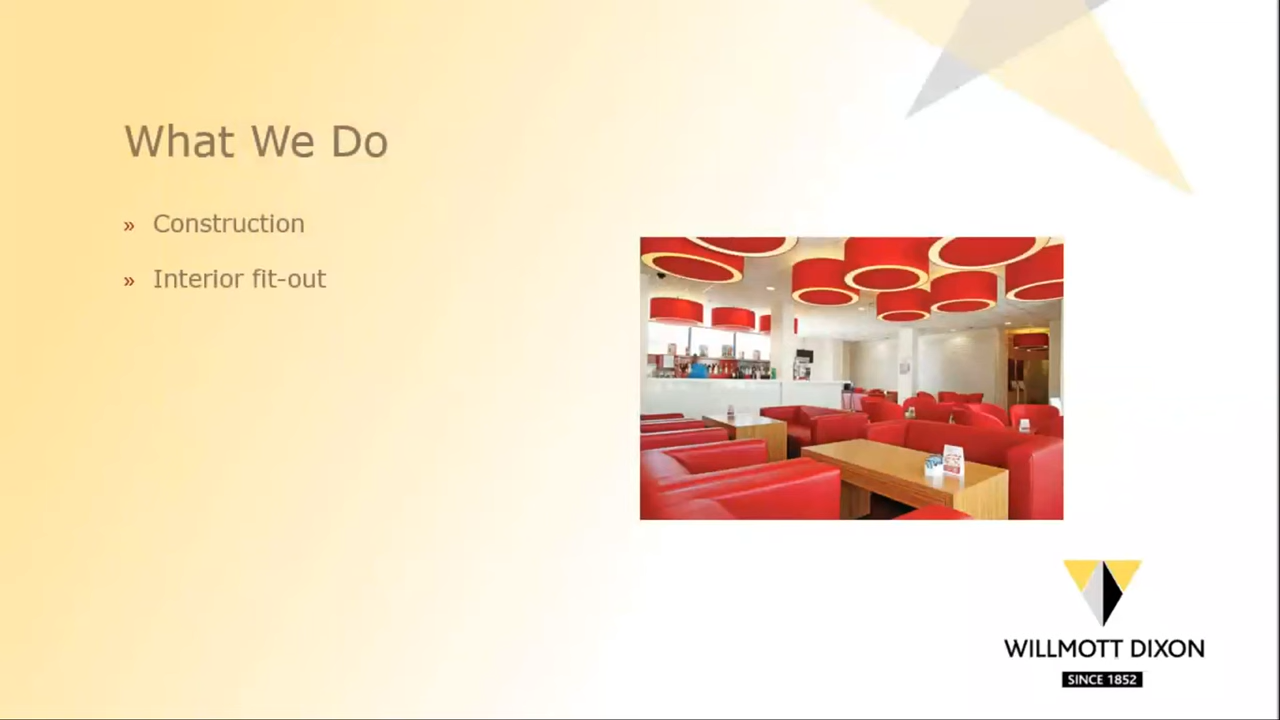 What We Do
» Construction
» Interior fit-out
WILLMOTT DIXON
SINCE 1852